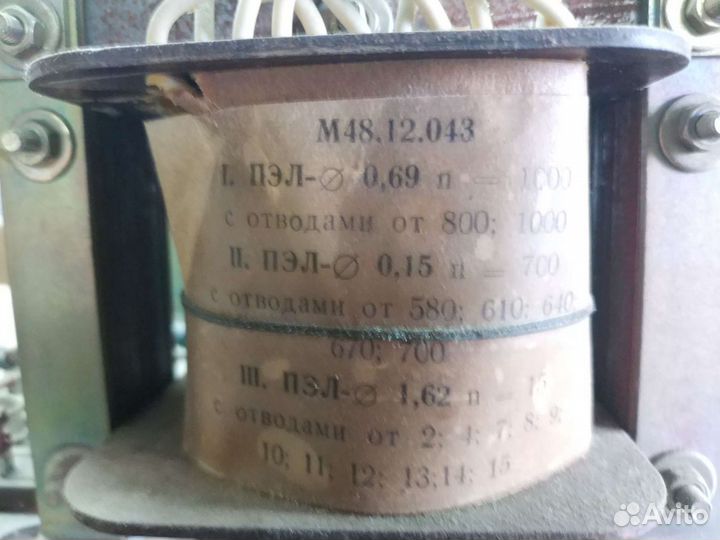 М48.12.043
I. ПЭЛ-∅ 0,69 n = 1000
с отводами от 800; 1000
II. ПЭЛ-∅ 0,15 n = 700
с отводами от 580; 610; 640;
670; 700
III. ПЭЛ-∅ 1,62 n = 15
с отводами от 2; 4; 7; 8; 9;
10; 11; 12; 13; 14; 15
Avito